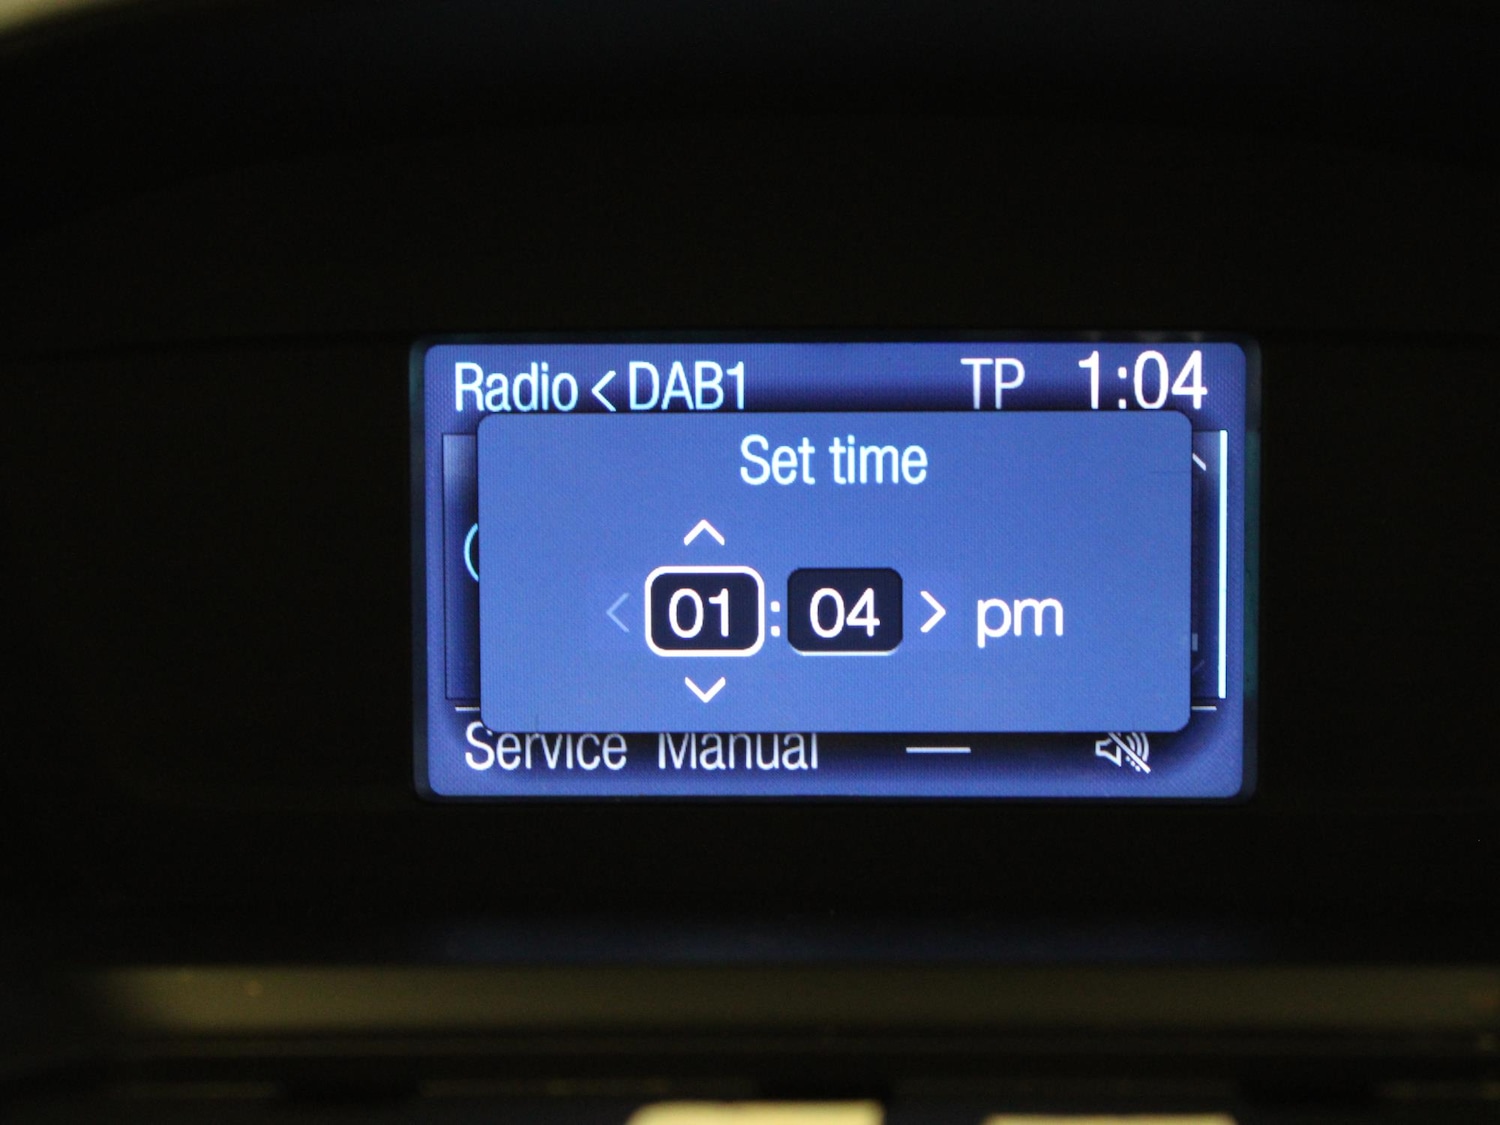 Radio < DAB1 TP 1:04
Set time
01 : 04 > pm
Service Manual